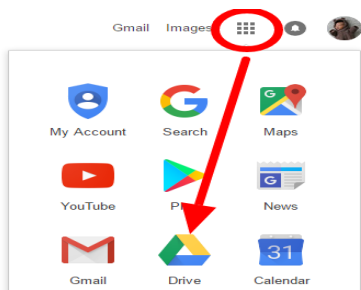 Gmail Images
My Account Search Maps
G
YouTube News
G
31
Gmail Drive Calendar